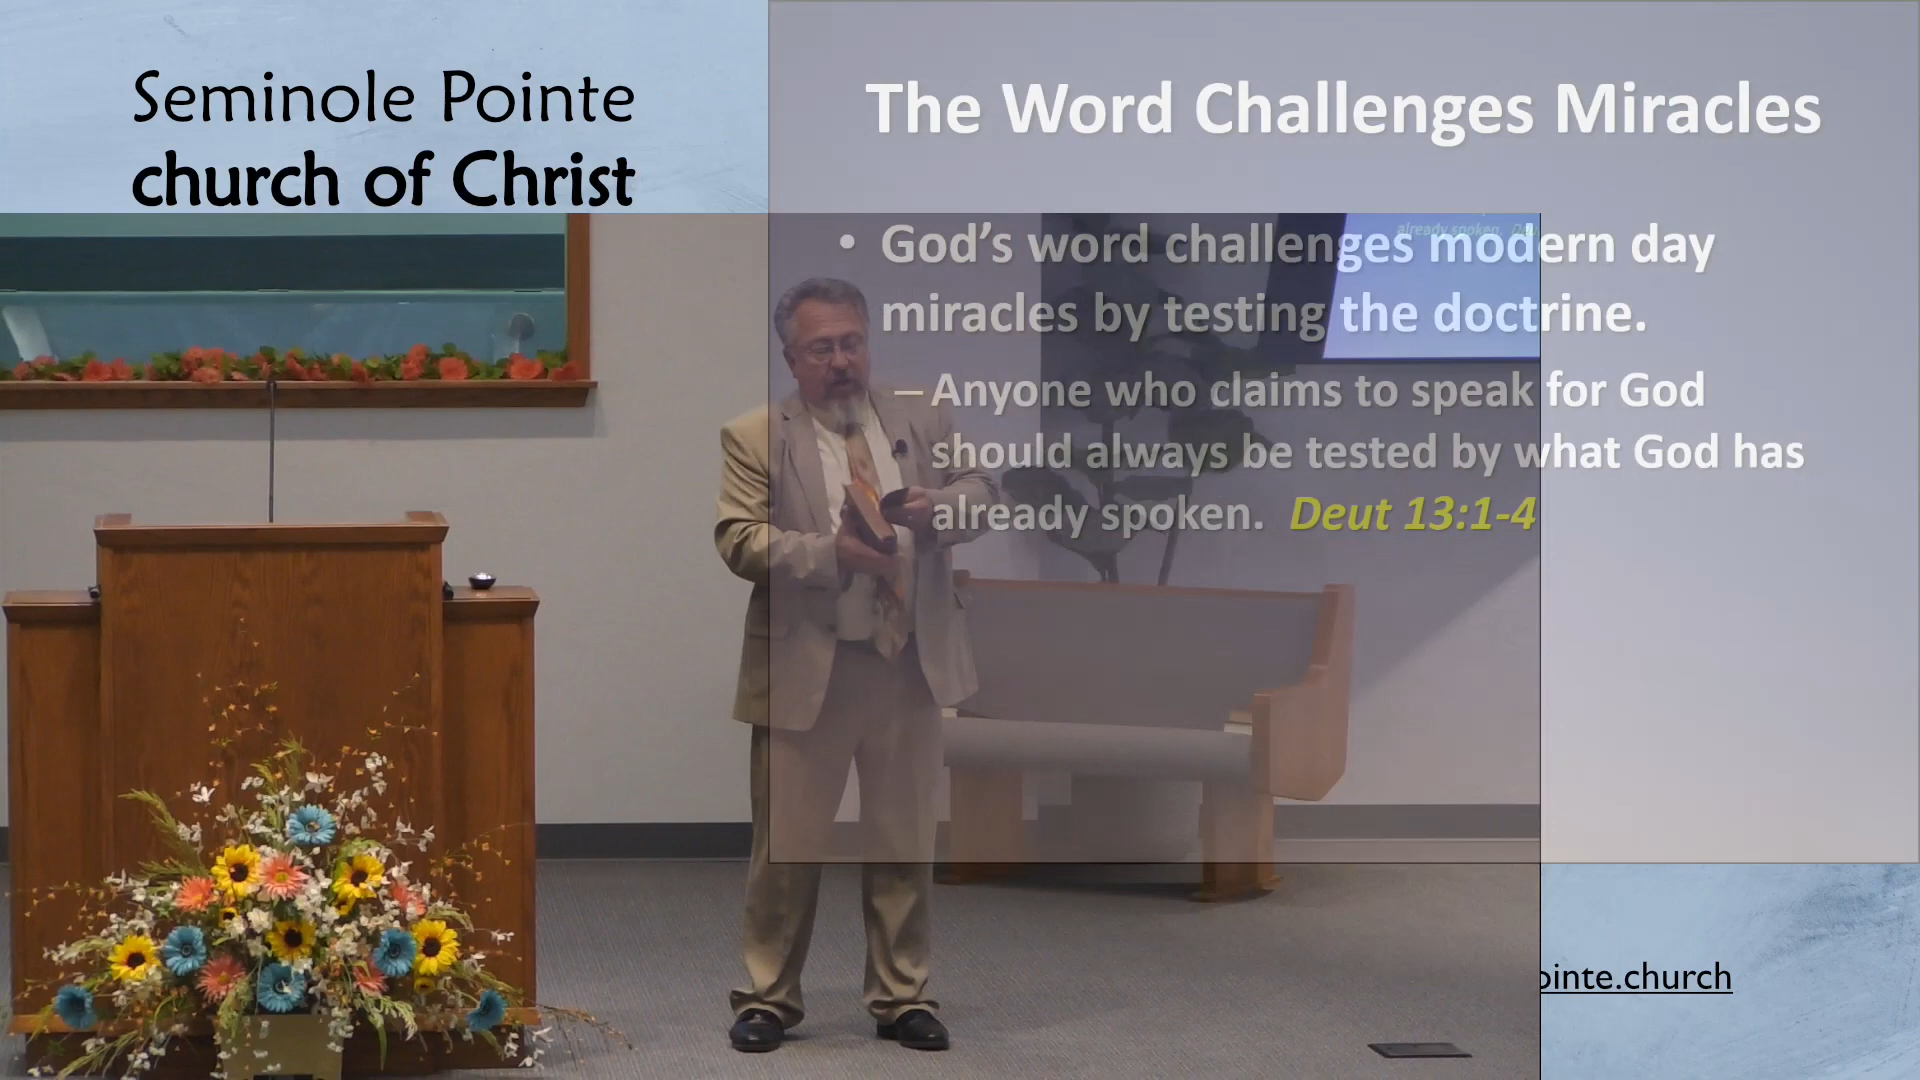 Seminole Pointe
church of Christ
The Word Challenges Miracles
• God’s word challenges modern day
miracles by testing the doctrine.
– Anyone who claims to speak for God
should always be tested by what God has
already spoken. Deut 13:1-4
already spoken. Deu
ointe.church